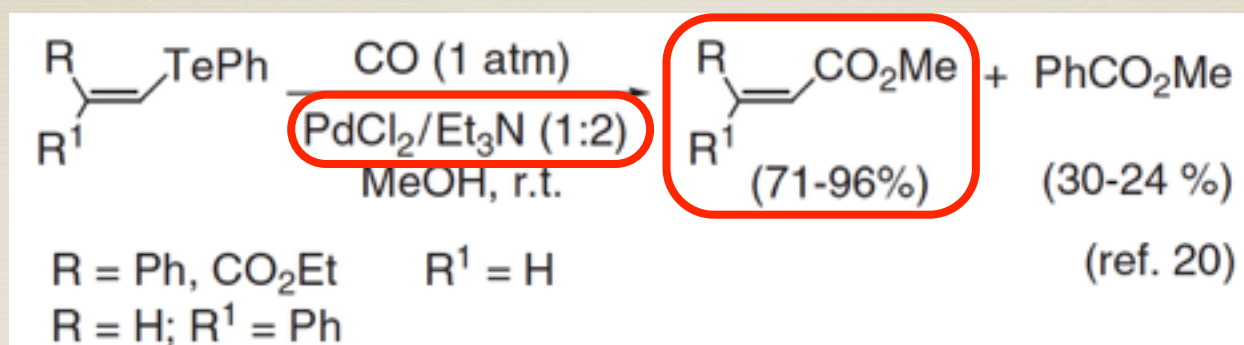 R TePh CO (1 atm) R CO₂Me + PhCO₂Me
R¹ PdCl₂/Et₃N (1:2) R¹
MeOH, r.t. (71-96%) (30-24 %)
R = Ph, CO₂Et R¹ = H (ref. 20)
R = H; R¹ = Ph